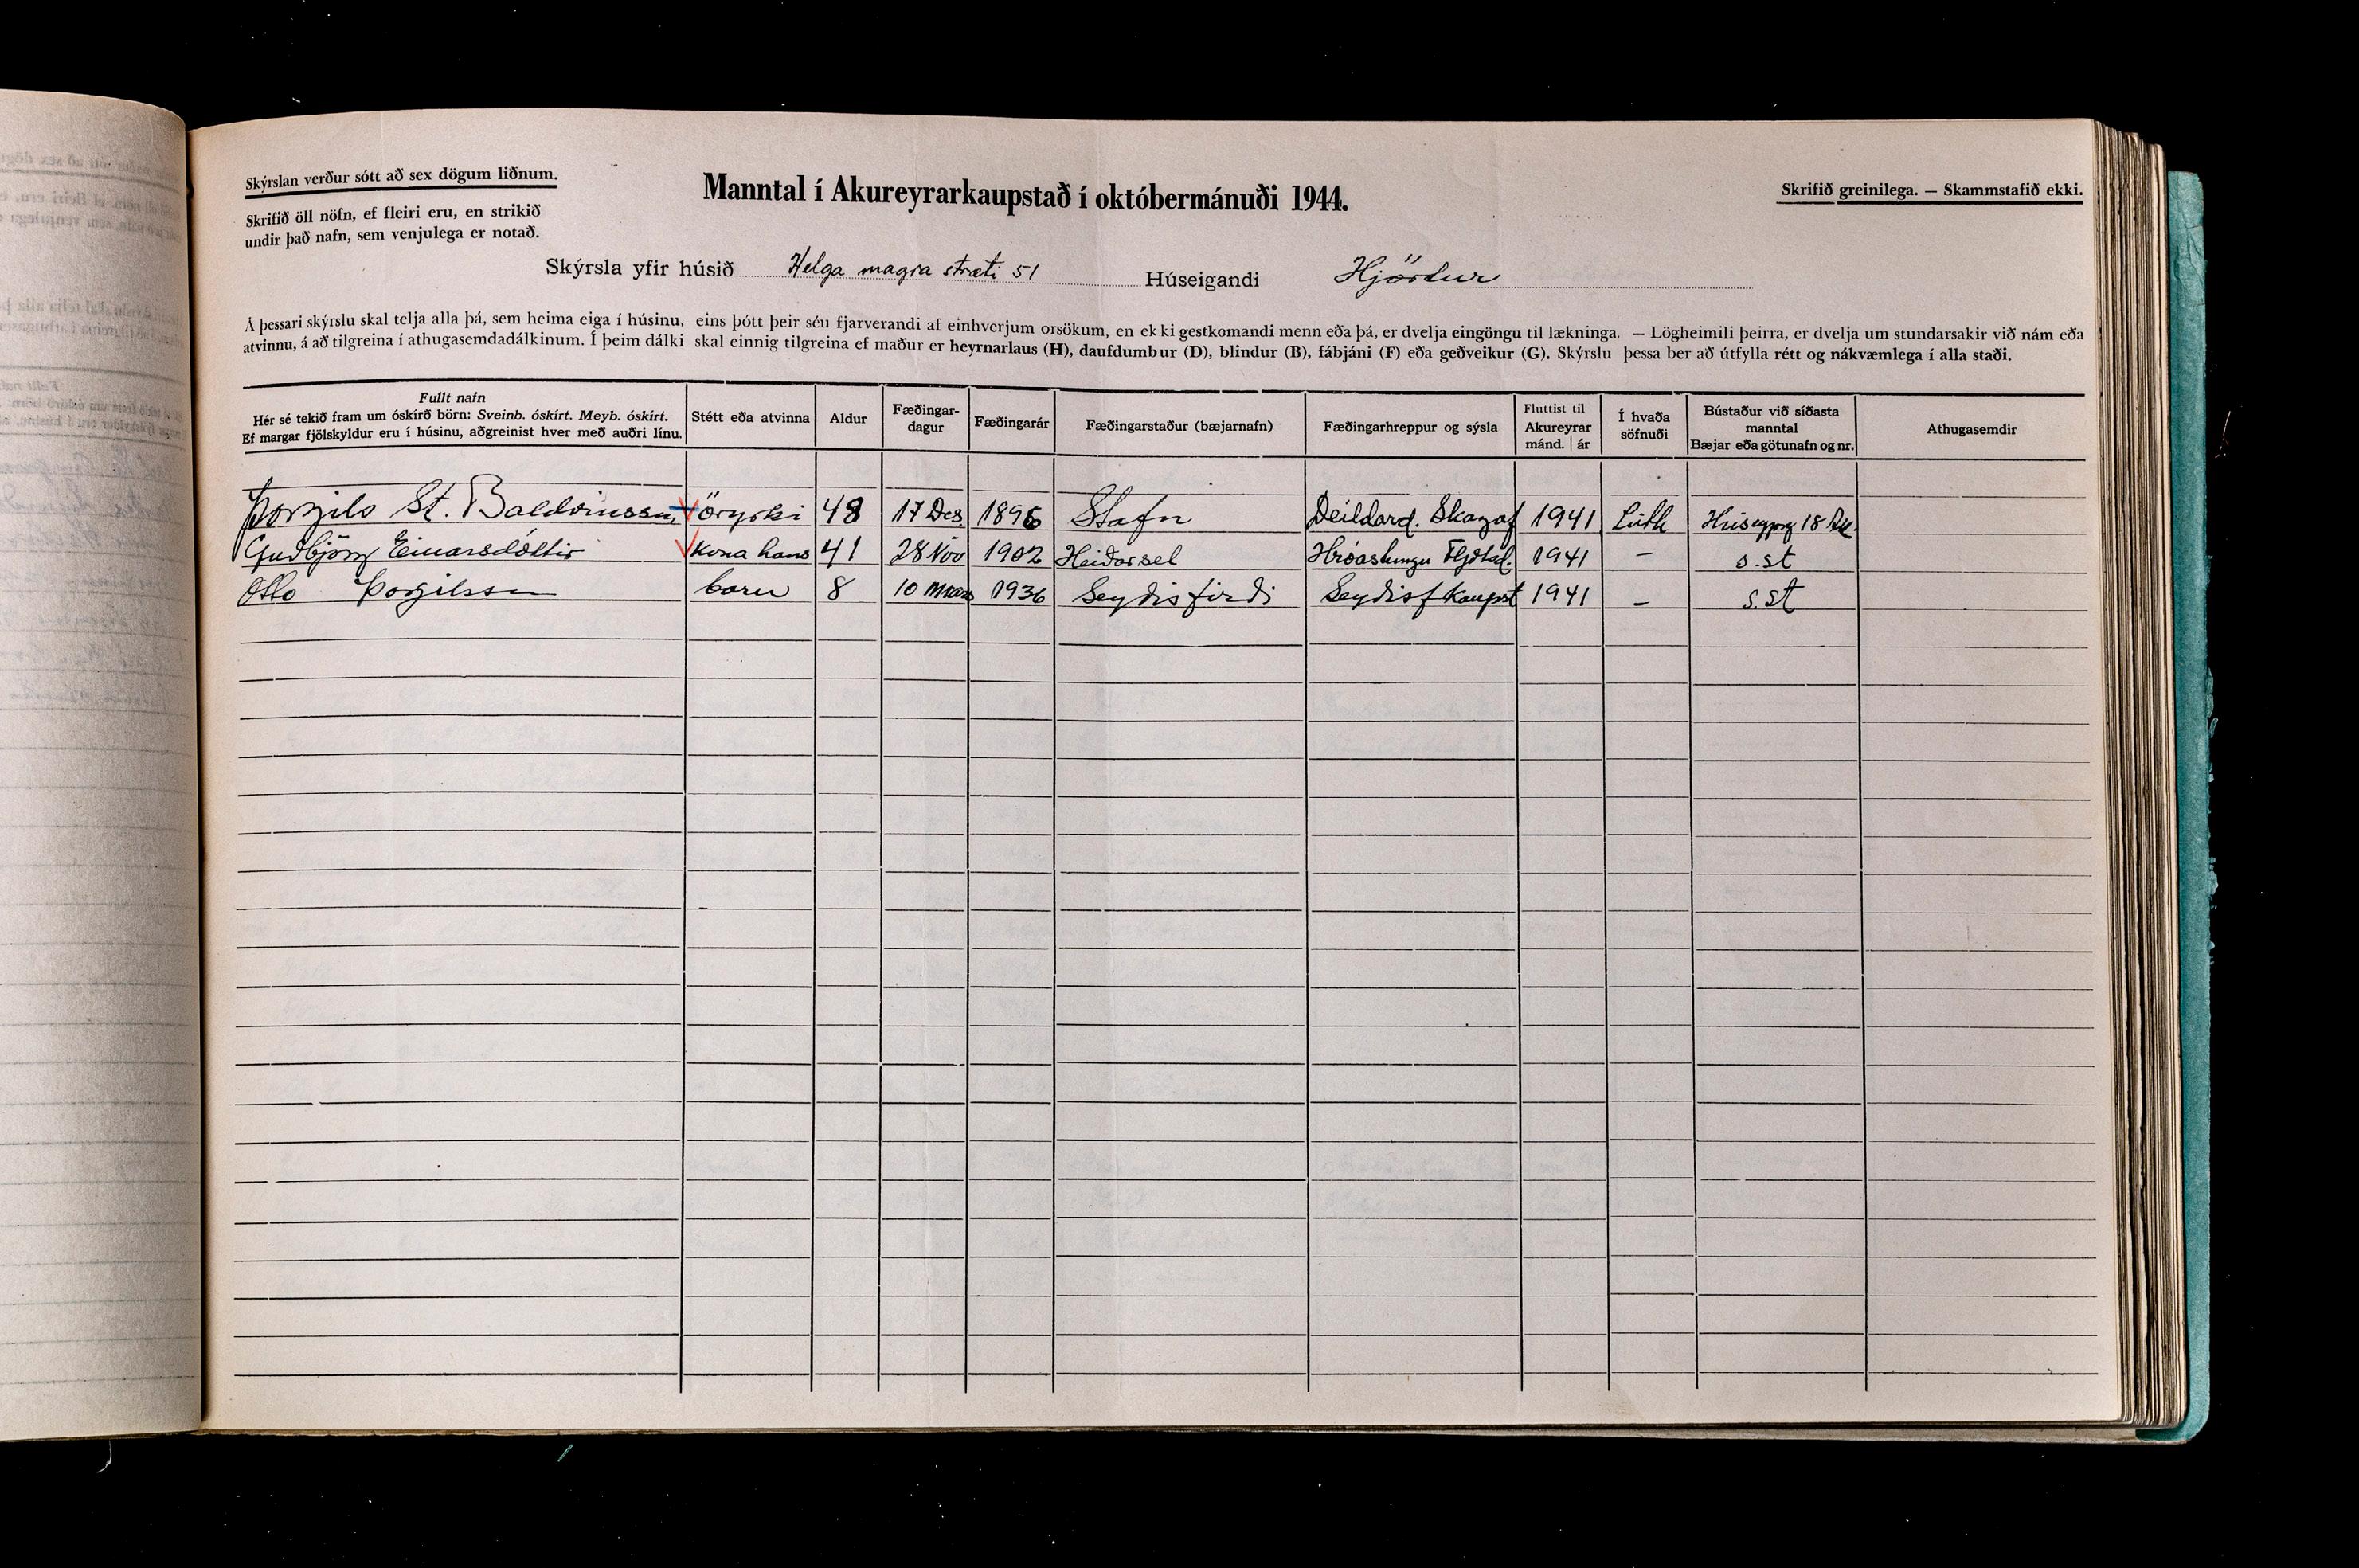 Skýrslan verður sótt að sex dögum liðnum.
Skrifið öll nöfn, ef fleiri eru, en strikið
undir það nafn, sem venjulega er notað.
Manntal í Akureyrarkaupstað í októbermánuði 1944.
Skrifið greinilega. — Skammstafið ekki.
Skýrsla yfir húsið Helga magra stræti 51 Húseigandi Hjörtur
Á þessari skýrslu skal telja alla þá, sem heima eiga í húsinu, eins þótt þeir séu fjarverandi af einhverjum orsökum, en ekki gestkomandi menn eða þá, er dvelja eingöngu til lækninga. — Lögheimili þeirra, er dvelja um stundarsakir við nám eða
atvinnu, á að tilgreina í athugasemdadálkinum. Í þeim dálki skal einnig tilgreina ef maður er heyrnarlaus (H), daufdumbur (D), blindur (B), fábjáni (F) eða geðveikur (G). Skýrslu þessa ber að útfylla rétt og nákvæmlega í alla staði.
Fullt nafn
Hér sé tekið fram um óskírð börn: Sveinb. óskírt. Meyb. óskírt.
Ef margar fjölskyldur eru í húsinu, aðgreinist hver með auðri línu.
Stétt eða atvinna
Aldur
Fæðingar-
dagur
Fæðingarár
Fæðingarstaður (bæjarnafn)
Fæðingarhreppur og sýsla
Fluttist til
Akureyrar
mánd. | ár
Í hvaða
söfnuði
Bústaður við síðasta
manntal
Bæjar eða götunafn og nr.
Athugasemdir
Þorgils St. Baldvinsson öryrki 48 17 Des 1896 Stafn Deildard. Skagaf 1941 Lúth 18
Guðbjörg Einarsdóttir Kona hans 41 28 Nóv 1902 Heiðarsel Hróastungu 1941 — s.st
Otto Þorgilsson barn 8 10 Mars 1936 Seyðisfirði Seyðisf Kaupst 1941 — s.st